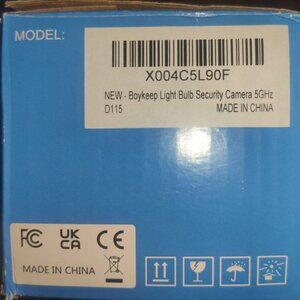 MODEL:
X004C5L90F
NEW - Boykeep Light Bulb Security Camera 5GHz
D115 MADE IN CHINA
FC UK CA CE
MADE IN CHINA